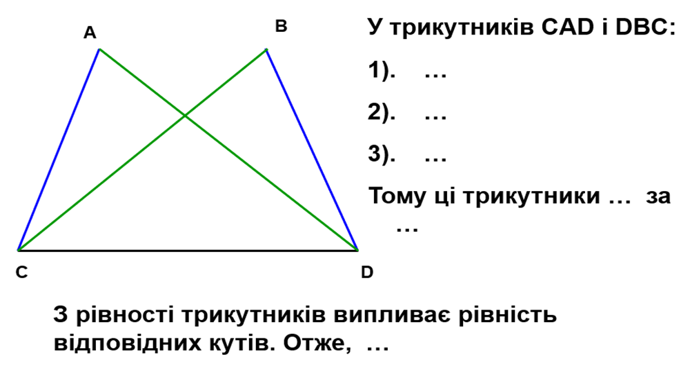 A
B
C
D
У трикутників CAD і DBC:
1). …
2). …
3). …
Тому ці трикутники … за
…
З рівності трикутників випливає рівність
відповідних кутів. Отже, …